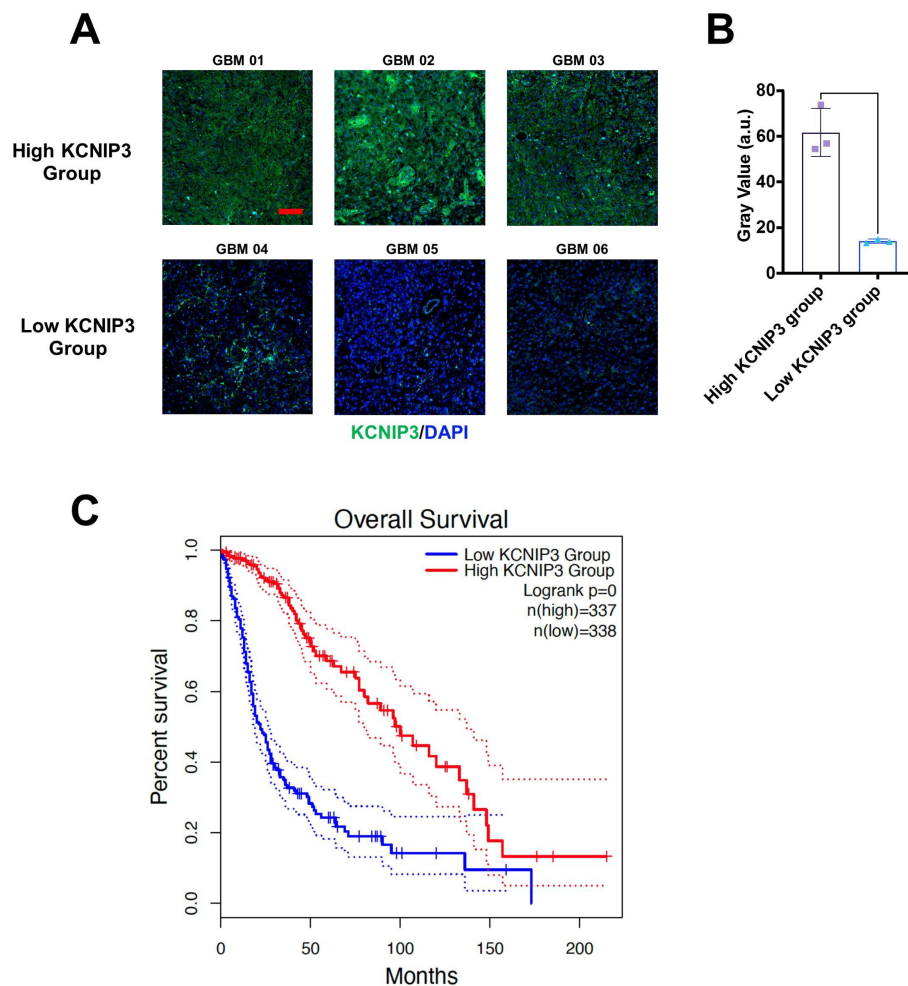 A
GBM 01
GBM 02
GBM 03
High KCNIP3
Group
GBM 04
GBM 05
GBM 06
Low KCNIP3
Group
KCNIP3/DAPI
B
80
60
40
20
0
Gray Value (a.u.)
High KCNIP3 group
Low KCNIP3 group
C
Overall Survival
Low KCNIP3 Group
High KCNIP3 Group
Logrank p=0
n(high)=337
n(low)=338
1.0
0.8
0.6
0.4
0.2
0.0
Percent survival
0 50 100 150 200
Months